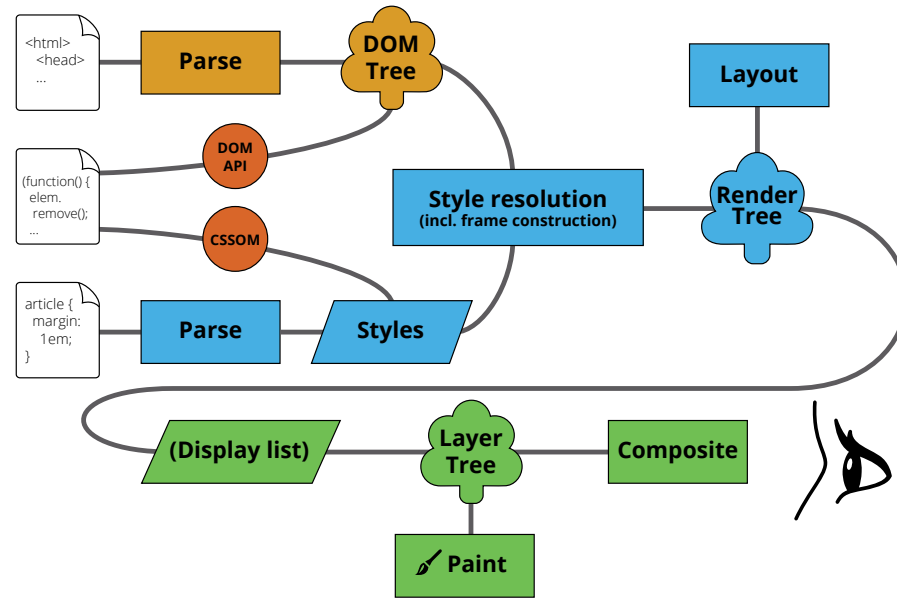 <html>
<head>
...
Parse
DOM
Tree
Layout
DOM
API
(function() {
elem.
remove();
...
CSSOM
Style resolution
(incl. frame construction)
Render
Tree
article {
margin:
1em;
}
Parse
Styles
(Display list)
Layer
Tree
Composite
Paint